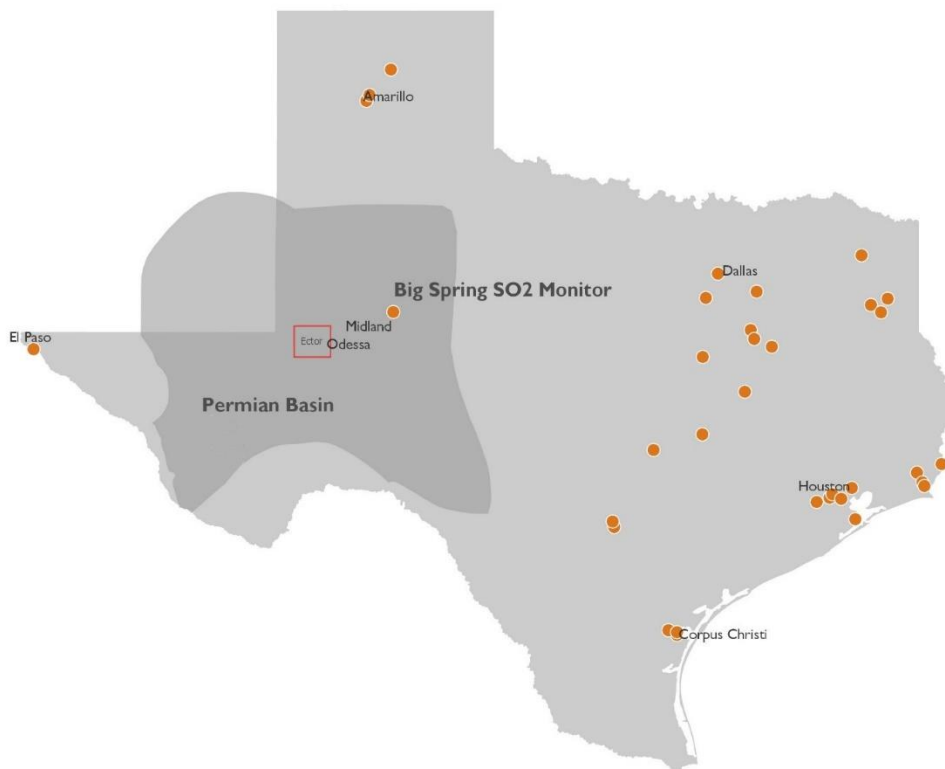 Amarillo
Dallas
Big Spring SO2 Monitor
Midland
El Paso
Ector
Odessa
Permian Basin
Houston
Corpus Christi